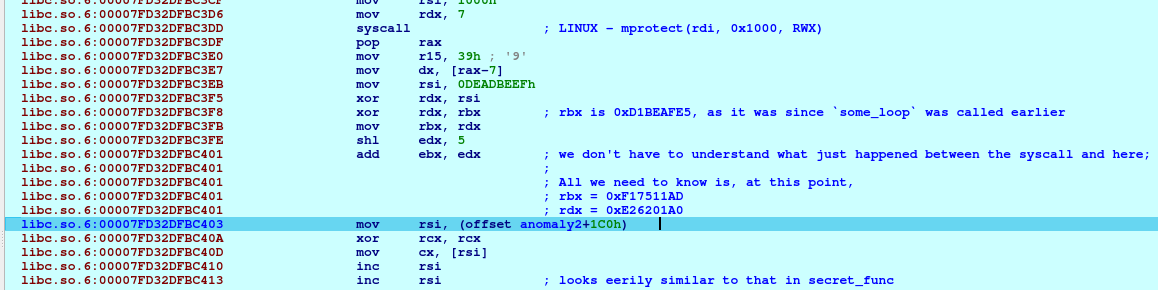 libc.so.6:00007FD32DFBC3CF mov rsi, 1000h
libc.so.6:00007FD32DFBC3D6 mov rdx, 7
libc.so.6:00007FD32DFBC3DD syscall ; LINUX - mprotect(rdi, 0x1000, RWX)
libc.so.6:00007FD32DFBC3DF pop rax
libc.so.6:00007FD32DFBC3E0 mov r15, 39h ; '9'
libc.so.6:00007FD32DFBC3E7 mov dx, [rax-7]
libc.so.6:00007FD32DFBC3EB mov rsi, 0DEADBEEFh
libc.so.6:00007FD32DFBC3F5 xor rdx, rsi
libc.so.6:00007FD32DFBC3F8 xor rdx, rbx ; rbx is 0xD1BEAFE5, as it was since `some_loop` was called earlier
libc.so.6:00007FD32DFBC3FB mov rbx, rdx
libc.so.6:00007FD32DFBC3FE shl edx, 5
libc.so.6:00007FD32DFBC401 add ebx, edx ; we don't have to understand what just happened between the syscall and here;
libc.so.6:00007FD32DFBC401 ;
libc.so.6:00007FD32DFBC401 ; All we need to know is, at this point,
libc.so.6:00007FD32DFBC401 ; rbx = 0xF17511AD
libc.so.6:00007FD32DFBC401 ; rdx = 0xE26201A0
libc.so.6:00007FD32DFBC403 mov rsi, (offset anomaly2+1C0h)
libc.so.6:00007FD32DFBC40A xor rcx, rcx
libc.so.6:00007FD32DFBC40D mov cx, [rsi]
libc.so.6:00007FD32DFBC410 inc rsi
libc.so.6:00007FD32DFBC413 inc rsi ; looks eerily similar to that in secret_func